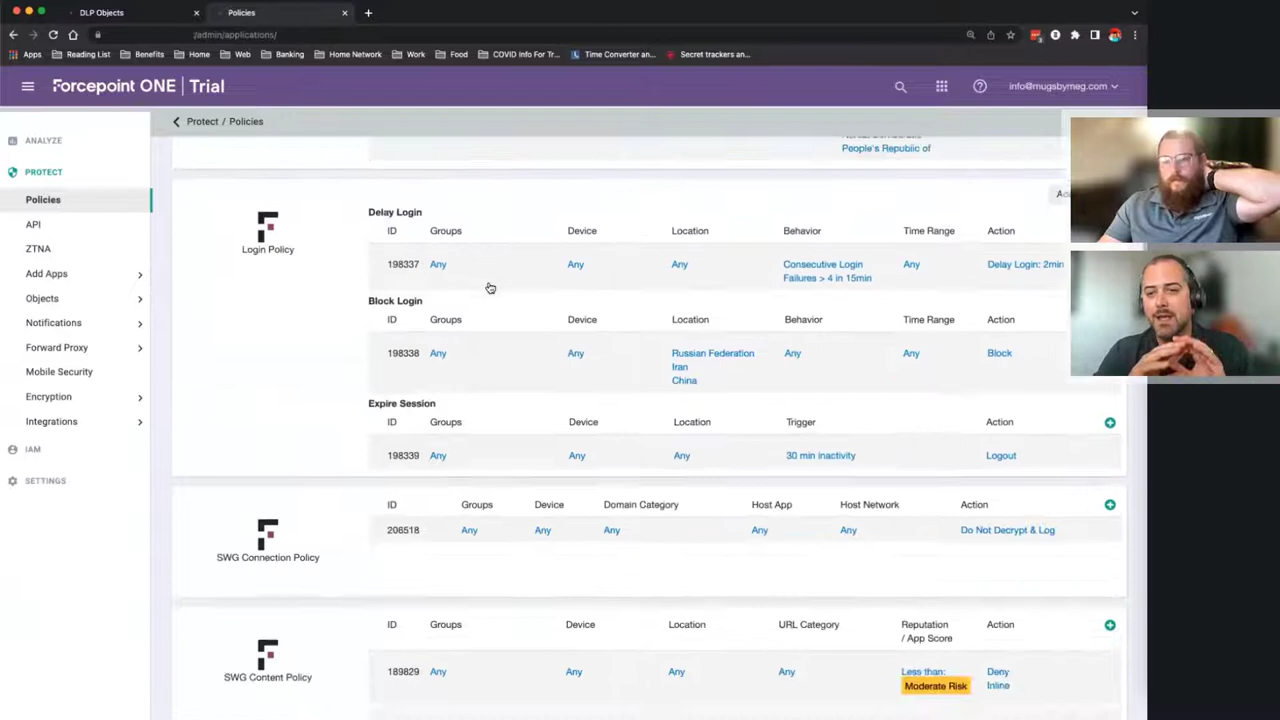 DLP Objects
Policies
/admin/applications/
Apps
Reading List
Benefits
Home
Web
Banking
Home Network
Work
Food
COVID Info For Tr...
Time Converter an...
Secret trackers an...
Forcepoint ONE | Trial
info@mugsbymeg.com
Protect / Policies
ANALYZE
PROTECT
Policies
API
ZTNA
Add Apps
Objects
Notifications
Forward Proxy
Mobile Security
Encryption
Integrations
IAM
SETTINGS
People's Republic of
Login Policy
Delay Login
ID Groups Device Location Behavior Time Range Action
198337 Any Any Any Consecutive Login Any Delay Login: 2min
Failures > 4 in 15min
Block Login
ID Groups Device Location Behavior Time Range Action
198338 Any Any Russian Federation Any Any Block
Iran
China
Expire Session
ID Groups Device Location Trigger Action
198339 Any Any Any 30 min inactivity Logout
SWG Connection Policy
ID Groups Device Domain Category Host App Host Network Action
206518 Any Any Any Any Any Do Not Decrypt & Log
SWG Content Policy
ID Groups Device Location URL Category Reputation Action
/ App Score
189829 Any Any Any Any Less than: Deny
Moderate Risk Inline